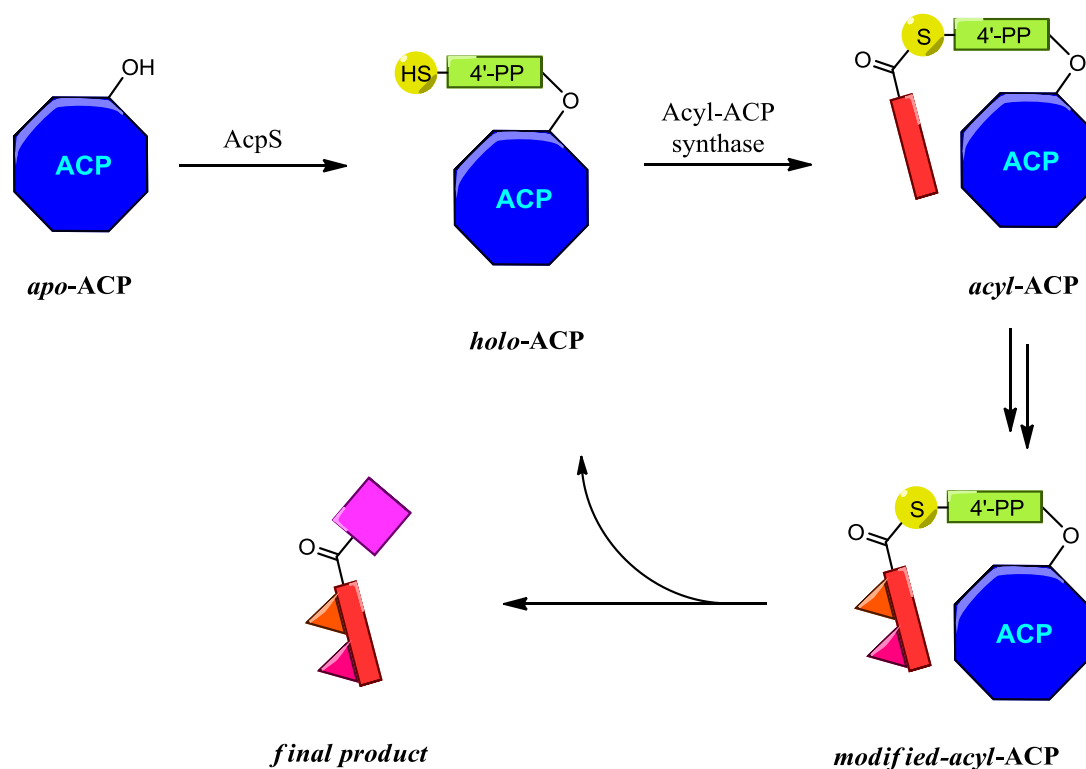 OH
ACP
apo-ACP
AcpS
HS
4'-PP
O
ACP
holo-ACP
Acyl-ACP
synthase
S
4'-PP
O
O
ACP
acyl-ACP
S
4'-PP
O
O
ACP
modified-acyl-ACP
O
final product